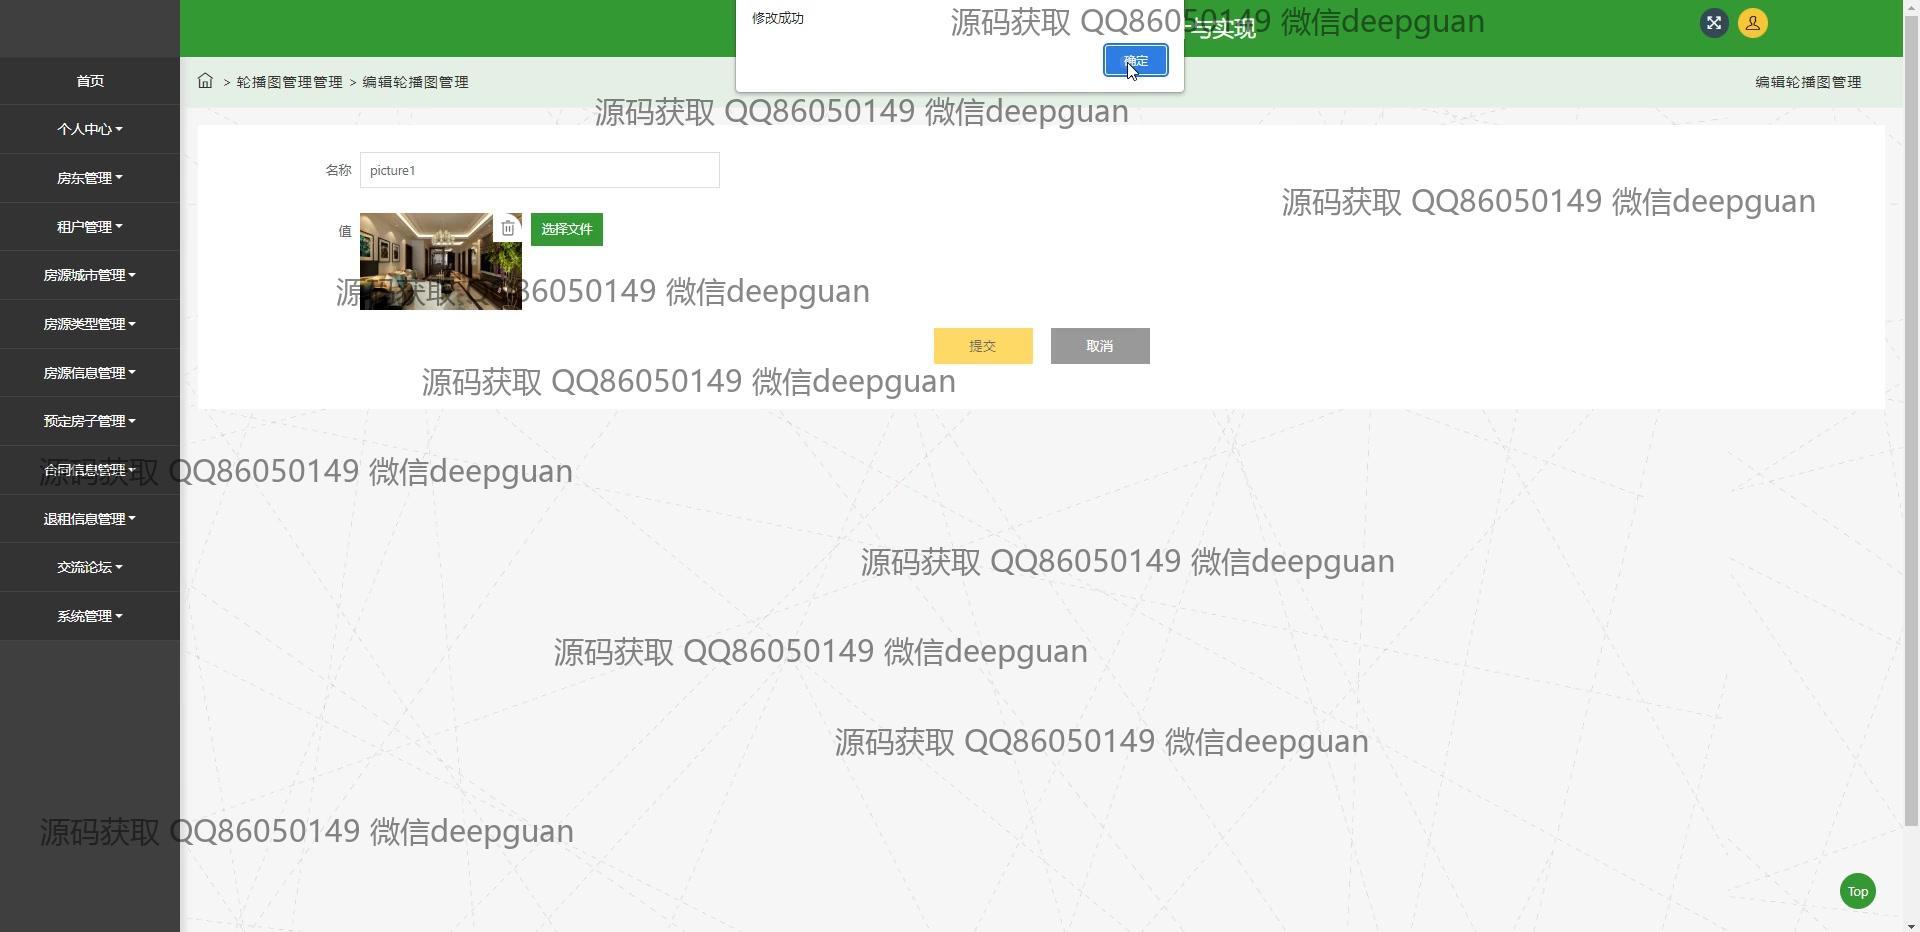 修改成功
源码获取 QQ86050149 微信deepguan
与实现
确定
首页
> 轮播图管理管理 > 编辑轮播图管理
编辑轮播图管理
源码获取 QQ86050149 微信deepguan
个人中心
名称
picture1
房东管理
源码获取 QQ86050149 微信deepguan
租户管理
值
选择文件
房源城市管理
源码获取 QQ86050149 微信deepguan
房源类型管理
提交
取消
房源信息管理
源码获取 QQ86050149 微信deepguan
预定房子管理
合同信息管理
源码获取 QQ86050149 微信deepguan
退租信息管理
交流论坛
源码获取 QQ86050149 微信deepguan
系统管理
源码获取 QQ86050149 微信deepguan
源码获取 QQ86050149 微信deepguan
源码获取 QQ86050149 微信deepguan
Top